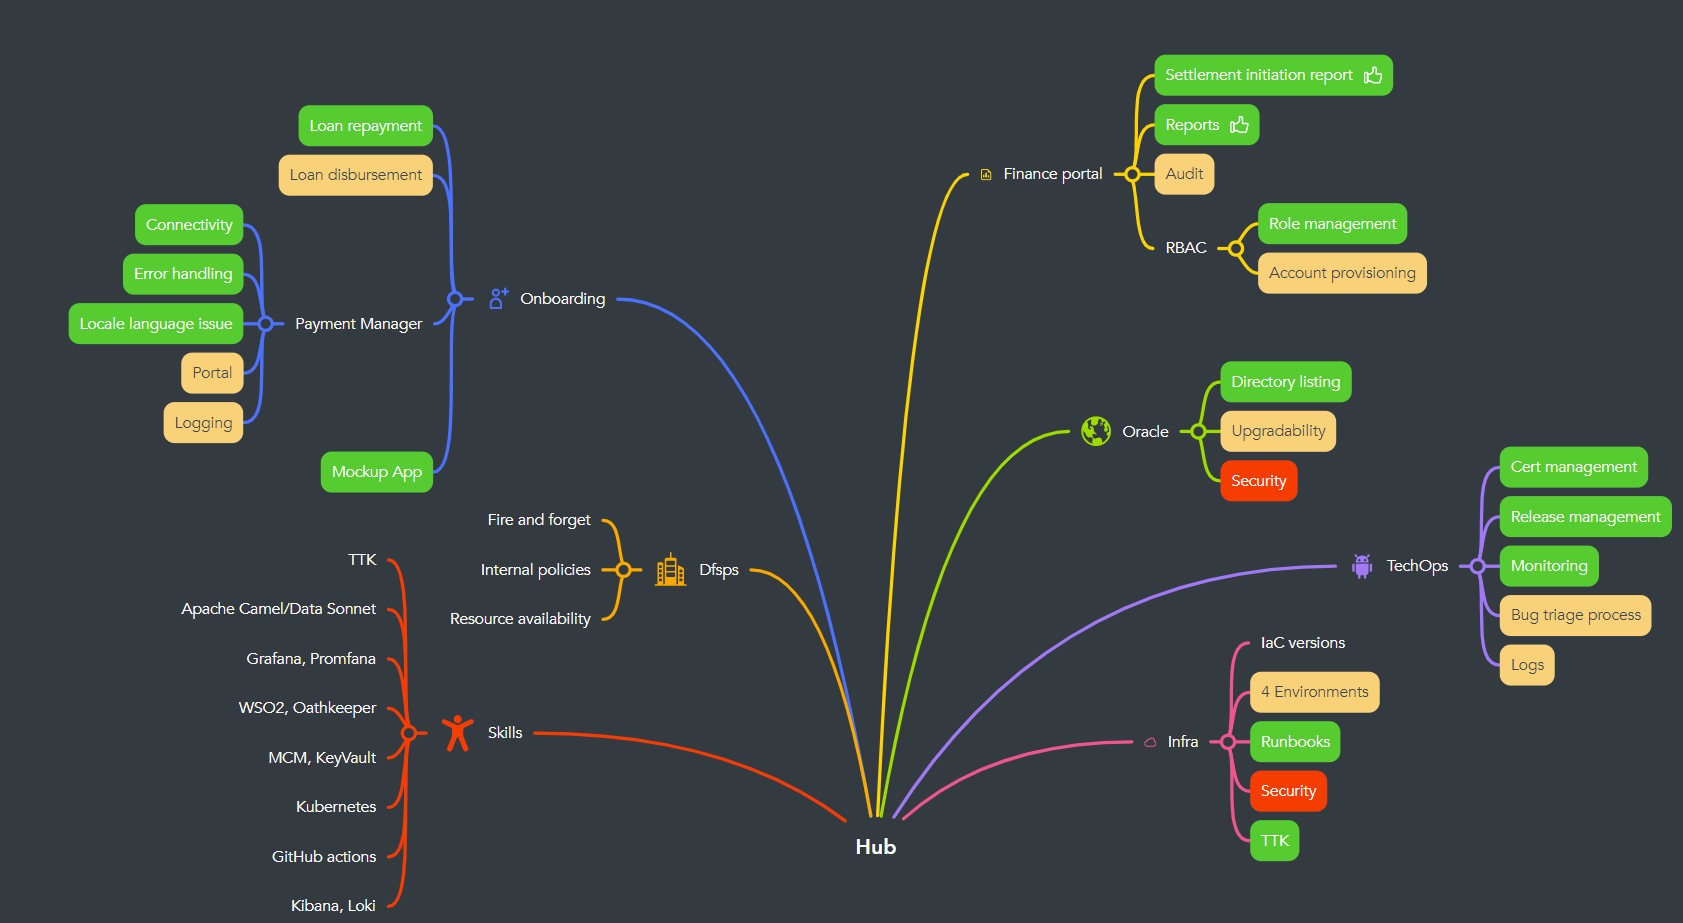 Loan repayment
Loan disbursement
Connectivity
Error handling
Locale language issue
Portal
Logging
Payment Manager
Onboarding
Mockup App
Fire and forget
Internal policies
Resource availability
Dfsps
TTK
Apache Camel/Data Sonnet
Grafana, Promfana
WSO2, Oathkeeper
MCM, KeyVault
Kubernetes
GitHub actions
Kibana, Loki
Skills
Hub
Finance portal
Settlement initiation report
Reports
Audit
RBAC
Role management
Account provisioning
Oracle
Directory listing
Upgradability
Security
TechOps
Cert management
Release management
Monitoring
Bug triage process
Logs
Infra
IaC versions
4 Environments
Runbooks
Security
TTK